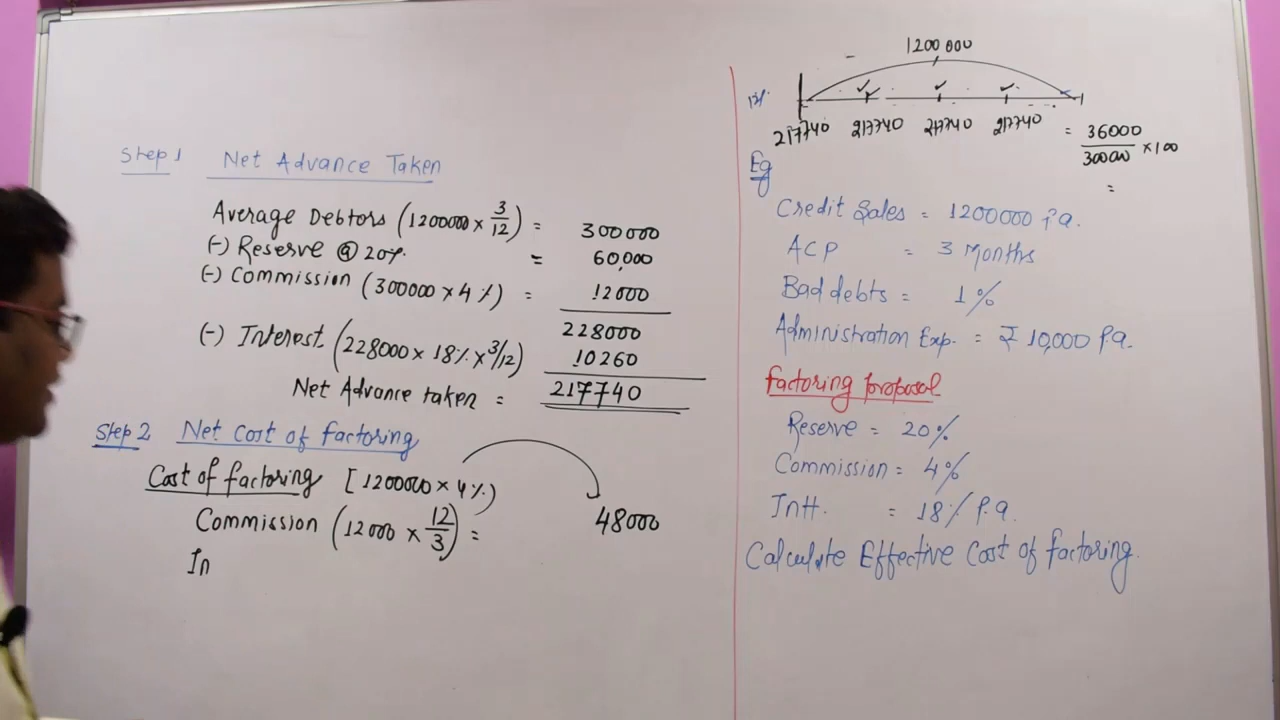 Step 1 Net Advance Taken
Average Debtors (1200000 × 3/12) = 300000
(-) Reserve @ 20% = 60,000
(-) Commission (300000 × 4%) = 12000
228000
(-) Interest (228000 × 18% × 3/12) 10260
Net Advance taken = 217740
Step 2 Net Cost of factoring
Cost of factoring [1200000 × 4%)
Commission (12000 × 12/3) = 48000
In
1200000
12%
217740 217740 217740 217740
= 36000/300000 × 100
=
Eg
Credit Sales = 1200000 P.a.
ACP = 3 Months
Bad debts = 1%
Administration Exp. = ₹ 10,000 P.a.
factoring proposal
Reserve = 20%
Commission = 4%
Intt. = 18% P.a.
Calculate Effective Cost of factoring.